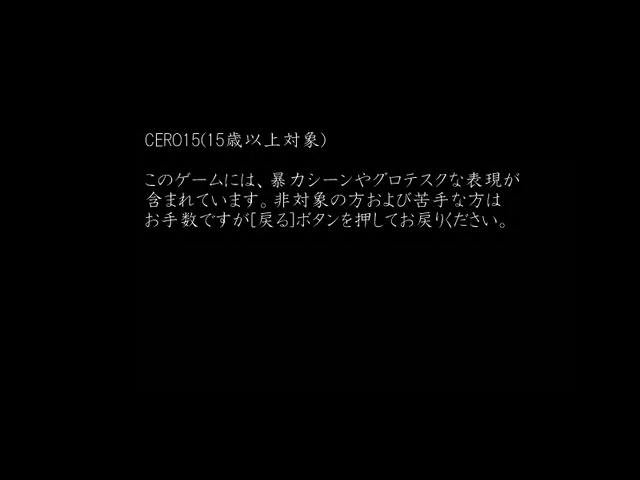 CERO15(15歳以上対象)
このゲームには、暴力シーンやグロテスクな表現が
含まれています。非対象の方および苦手な方は
お手数ですが[戻る]ボタンを押してお戻りください。